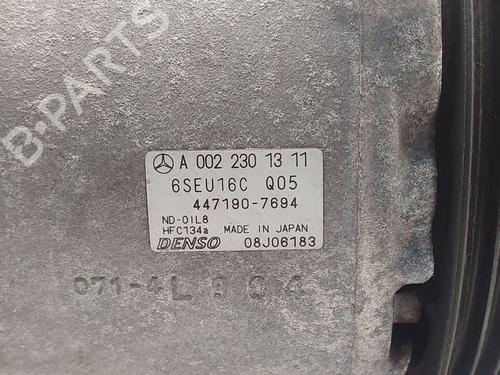 B-PARTS
A 002 230 13 11
6SEU16C Q05
447190-7694
ND-OIL8
HFC134a MADE IN JAPAN
DENSO 08J06183
071-4L